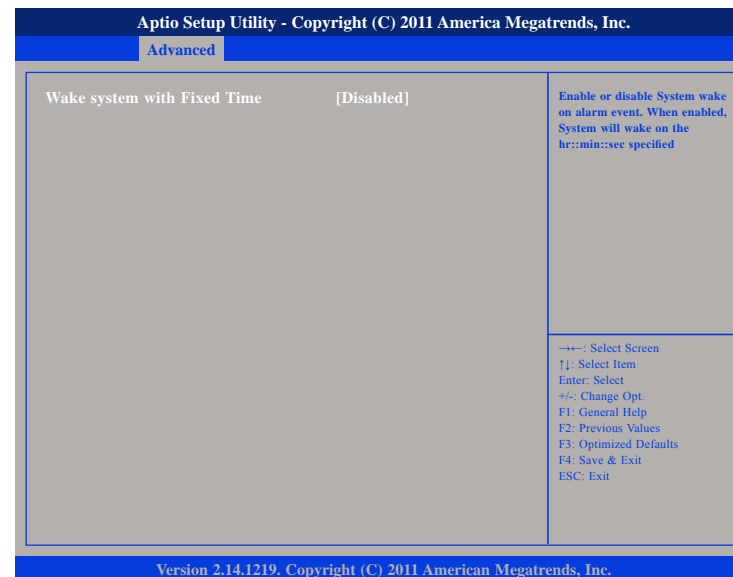 Aptio Setup Utility - Copyright (C) 2011 America Megatrends, Inc.
Advanced
Wake system with Fixed Time [Disabled]
Enable or disable System wake
on alarm event. When enabled,
System will wake on the
hr::min::sec specified
→←: Select Screen
↑↓: Select Item
Enter: Select
+/-: Change Opt.
F1: General Help
F2: Previous Values
F3: Optimized Defaults
F4: Save & Exit
ESC: Exit
Version 2.14.1219. Copyright (C) 2011 American Megatrends, Inc.